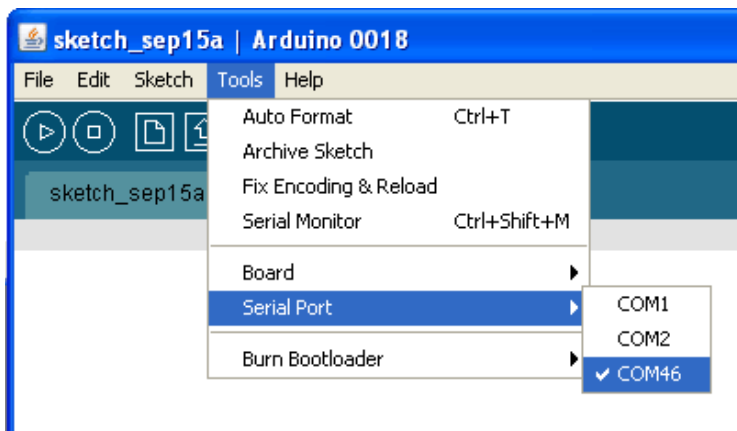 sketch_sep15a | Arduino 0018
File Edit Sketch Tools Help
Auto Format Ctrl+T
Archive Sketch
sketch_sep15a
Fix Encoding & Reload
Serial Monitor Ctrl+Shift+M
Board
Serial Port
COM1
COM2
Burn Bootloader
COM46